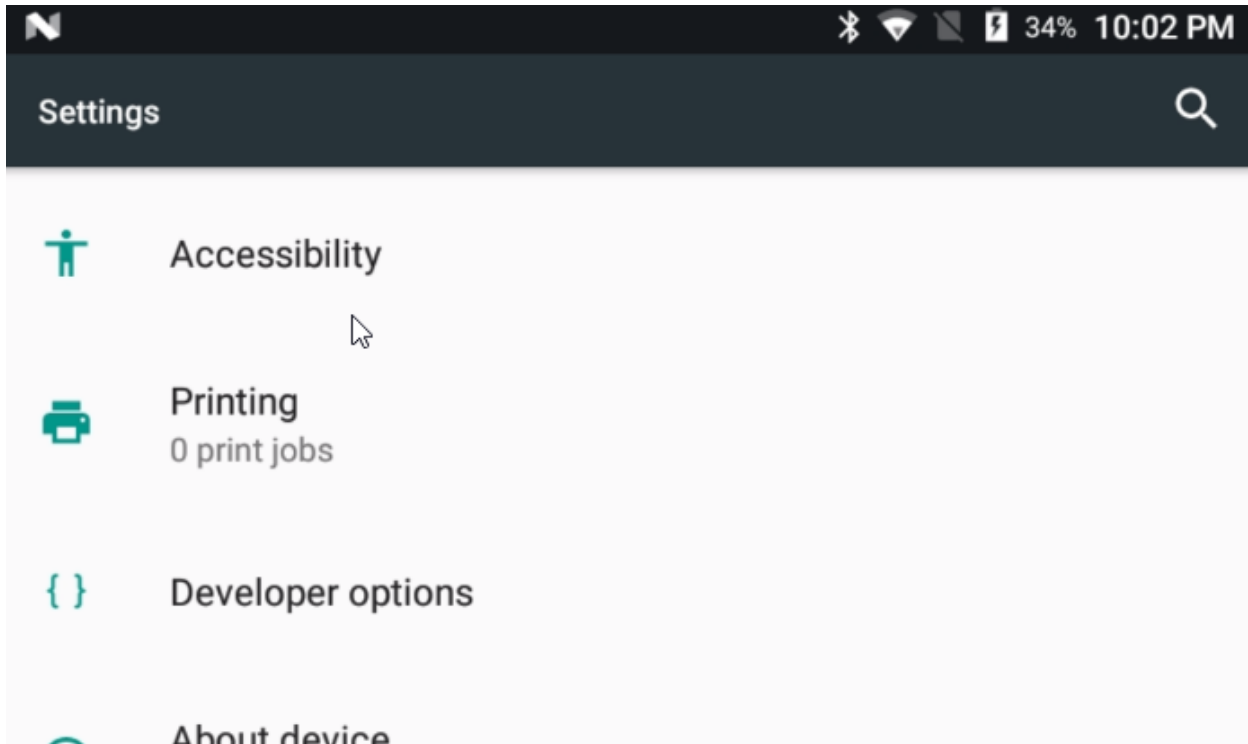 34% 10:02 PM
Settings
Accessibility
Printing
0 print jobs
Developer options
About device